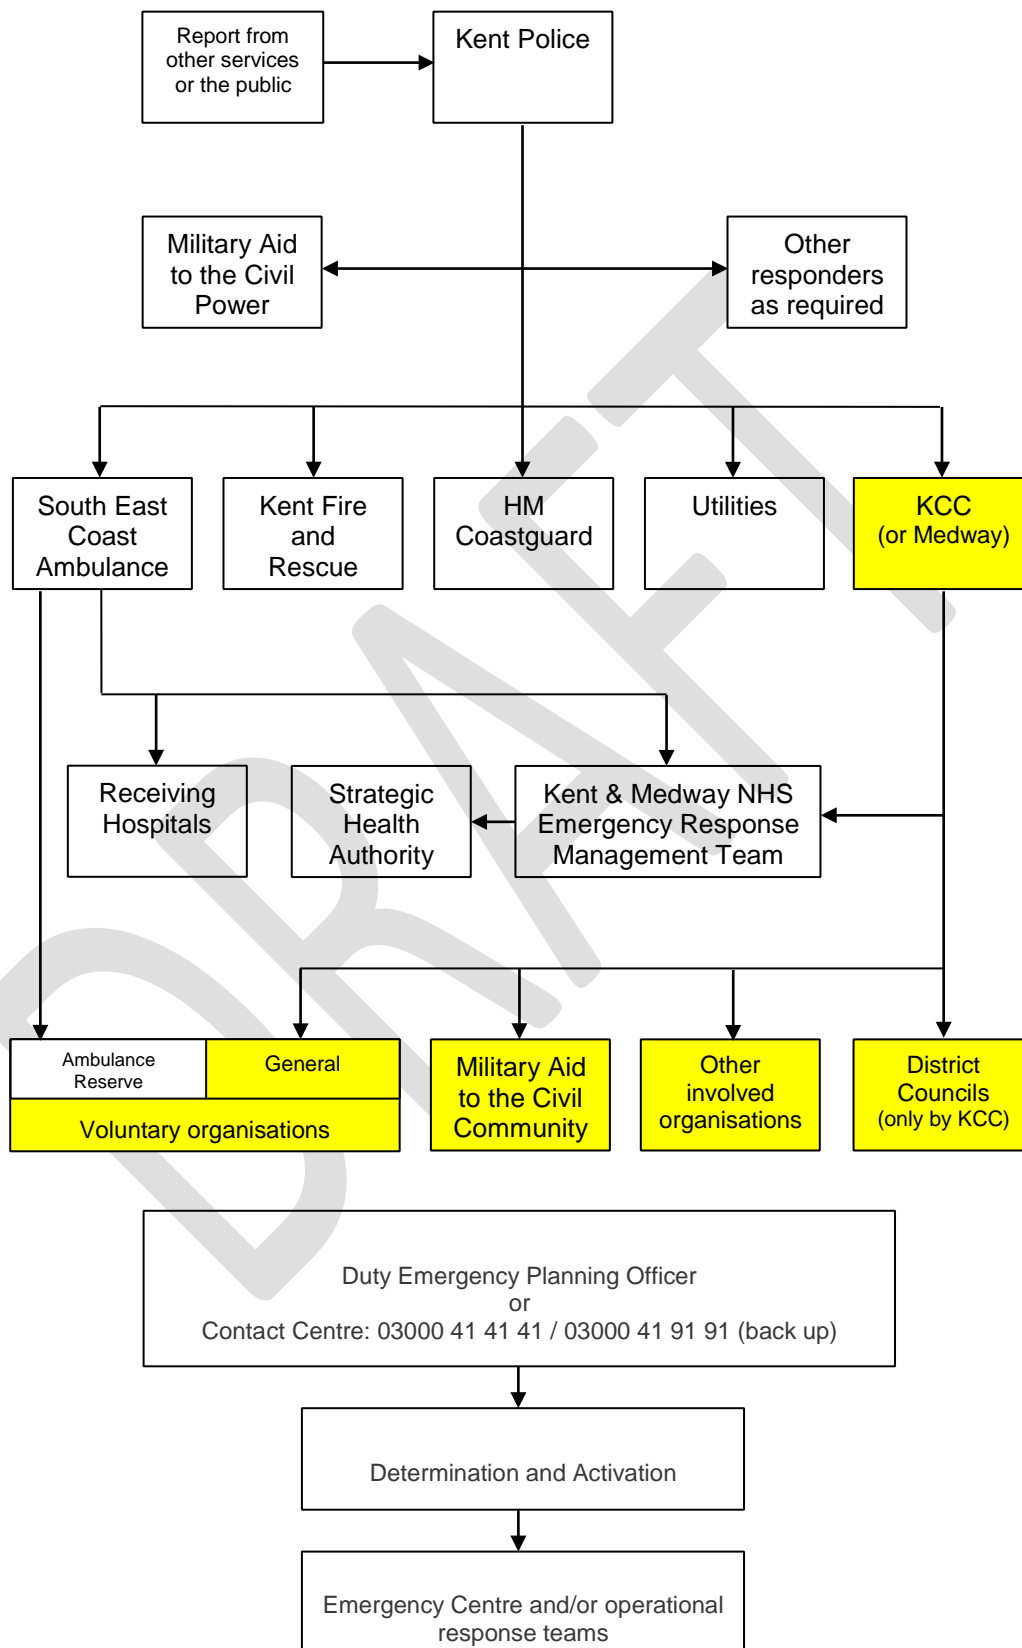 Report from
other services
or the public
Kent Police
Military Aid
to the Civil
Power
Other
responders
as required
South East
Coast
Ambulance
Kent Fire
and
Rescue
HM
Coastguard
Utilities
KCC
(or Medway)
Receiving
Hospitals
Strategic
Health
Authority
Kent & Medway NHS
Emergency Response
Management Team
Ambulance
Reserve
General
Voluntary organisations
Military Aid
to the Civil
Community
Other
involved
organisations
District
Councils
(only by KCC)
DRAFT
Duty Emergency Planning Officer
or
Contact Centre: 03000 41 41 41 / 03000 41 91 91 (back up)
Determination and Activation
Emergency Centre and/or operational
response teams